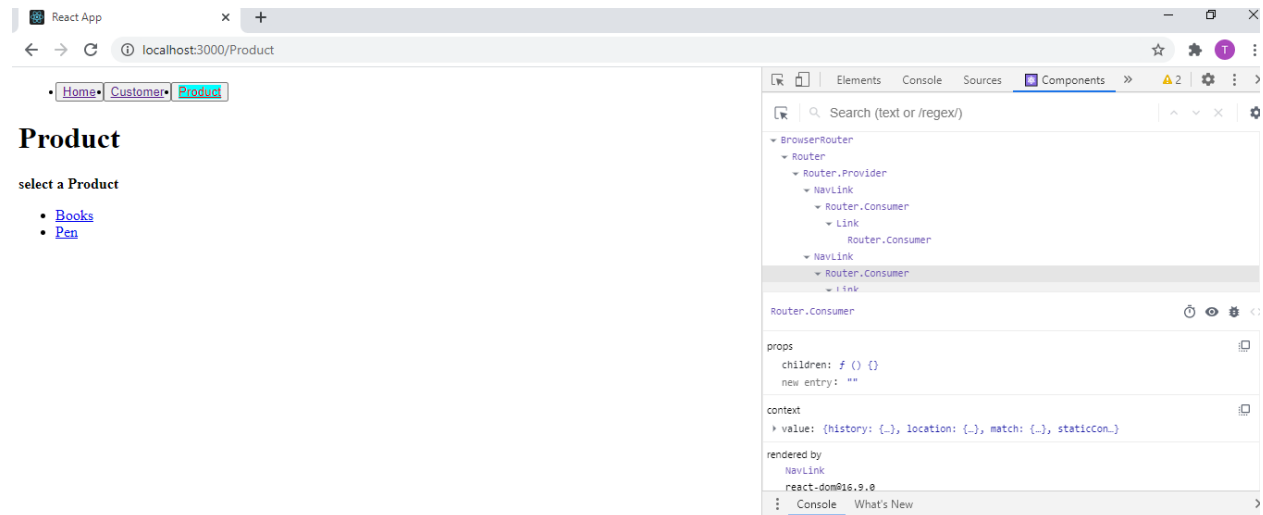 React App
localhost:3000/Product
T
Home Customer Product
Product
select a Product
Books
Pen
Elements Console Sources Components » 2
Search (text or /regex/)
BrowserRouter
Router
Router.Provider
NavLink
Router.Consumer
Link
Router.Consumer
NavLink
Router.Consumer
Link
Router.Consumer
props
children: ƒ () {}
new entry: ""
context
value: {history: {…}, location: {…}, match: {…}, staticCon…}
rendered by
NavLink
react-dom@16.9.0
Console What's New